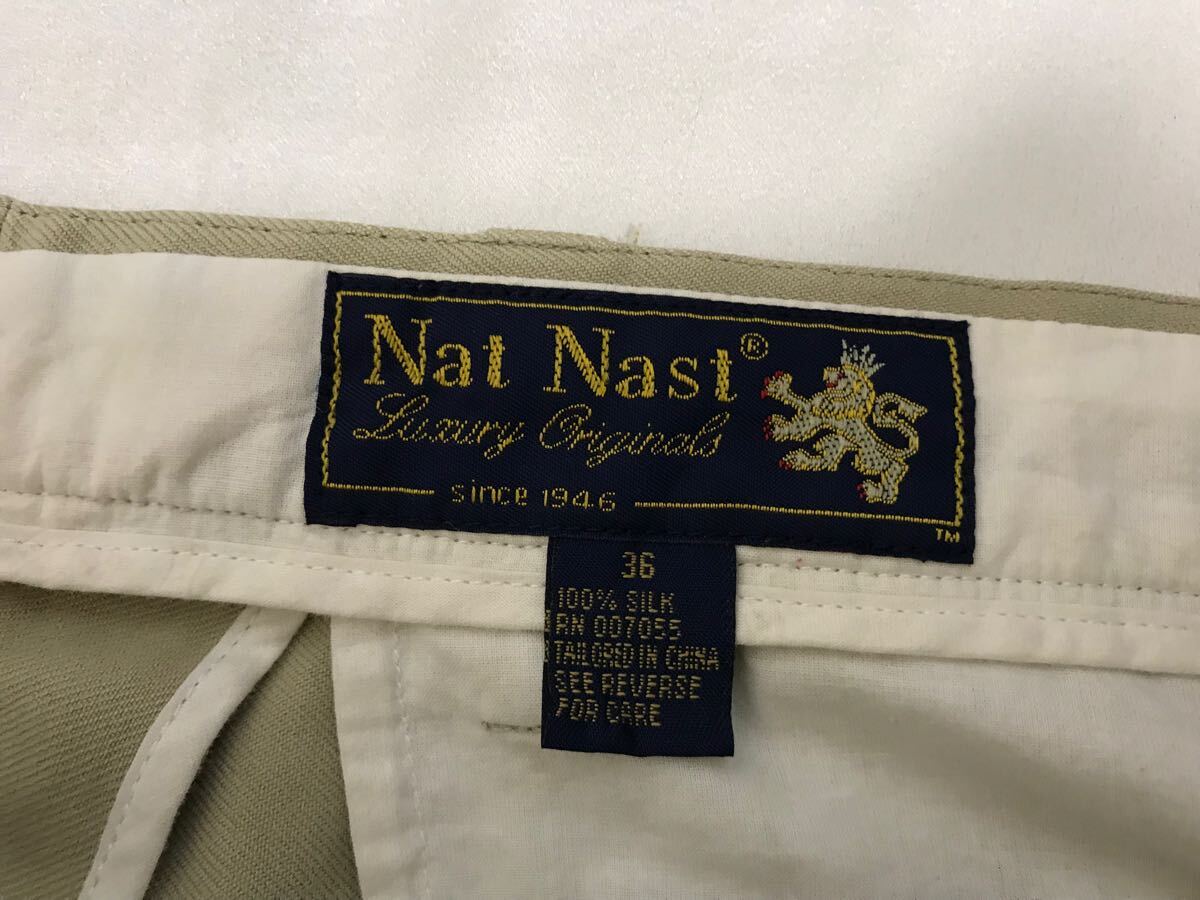 Nat Nast®
Luxury Originals
since 1946
TM
36
100% SILK
RN 007055
TAILORED IN CHINA
SEE REVERSE
FOR CARE